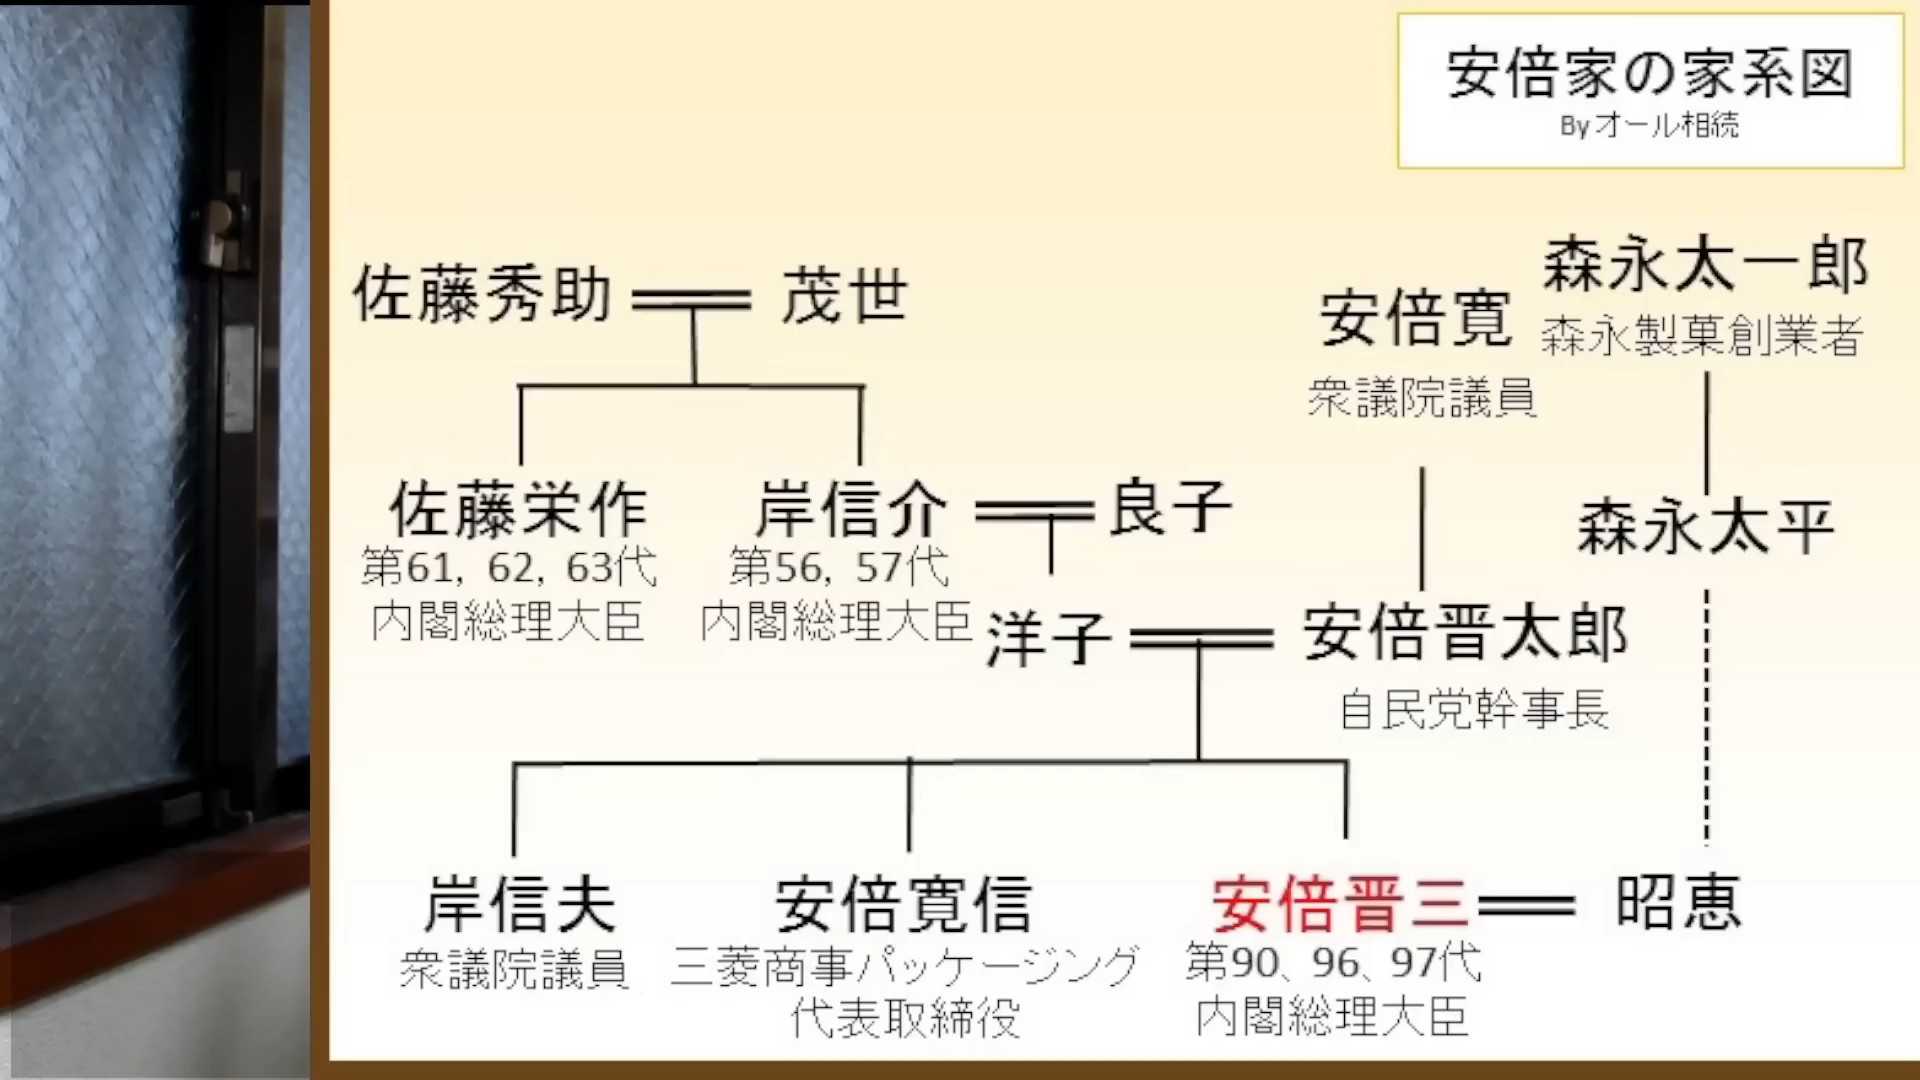 安倍家の家系図
Byオール相続
佐藤秀助
茂世
安倍寛
衆議院議員
森永太一郎
森永製菓創業者
佐藤栄作
第61，62，63代
内閣総理大臣
岸信介
第56，57代
内閣総理大臣
良子
森永太平
洋子
安倍晋太郎
自民党幹事長
岸信夫
衆議院議員
安倍寛信
三菱商事パッケージング
代表取締役
安倍晋三
第90、96、97代
内閣総理大臣
昭恵